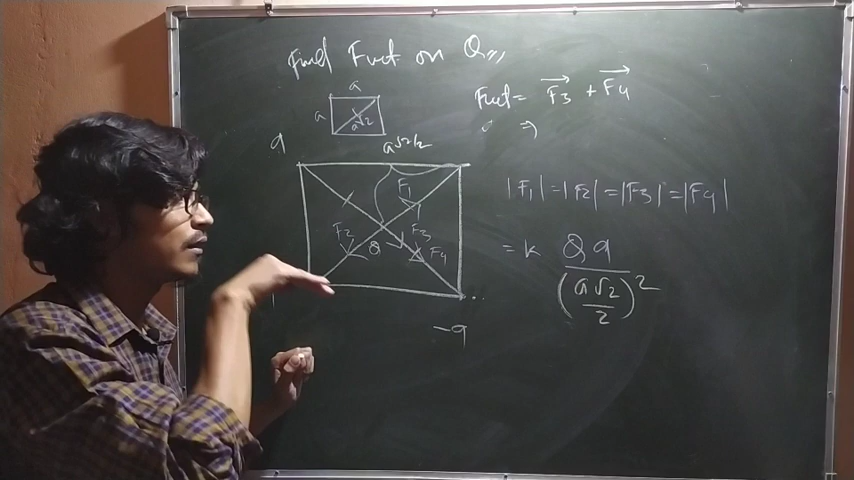 Find Fnet on Q,,,
a
a
a√2
Fnet = F3 + F4
⇒
q
a√2/2
F1
F2
Q
F3
F4
-q
|F1| = |F2| = |F3| = |F4|
= K Qq
(a√2/2)²